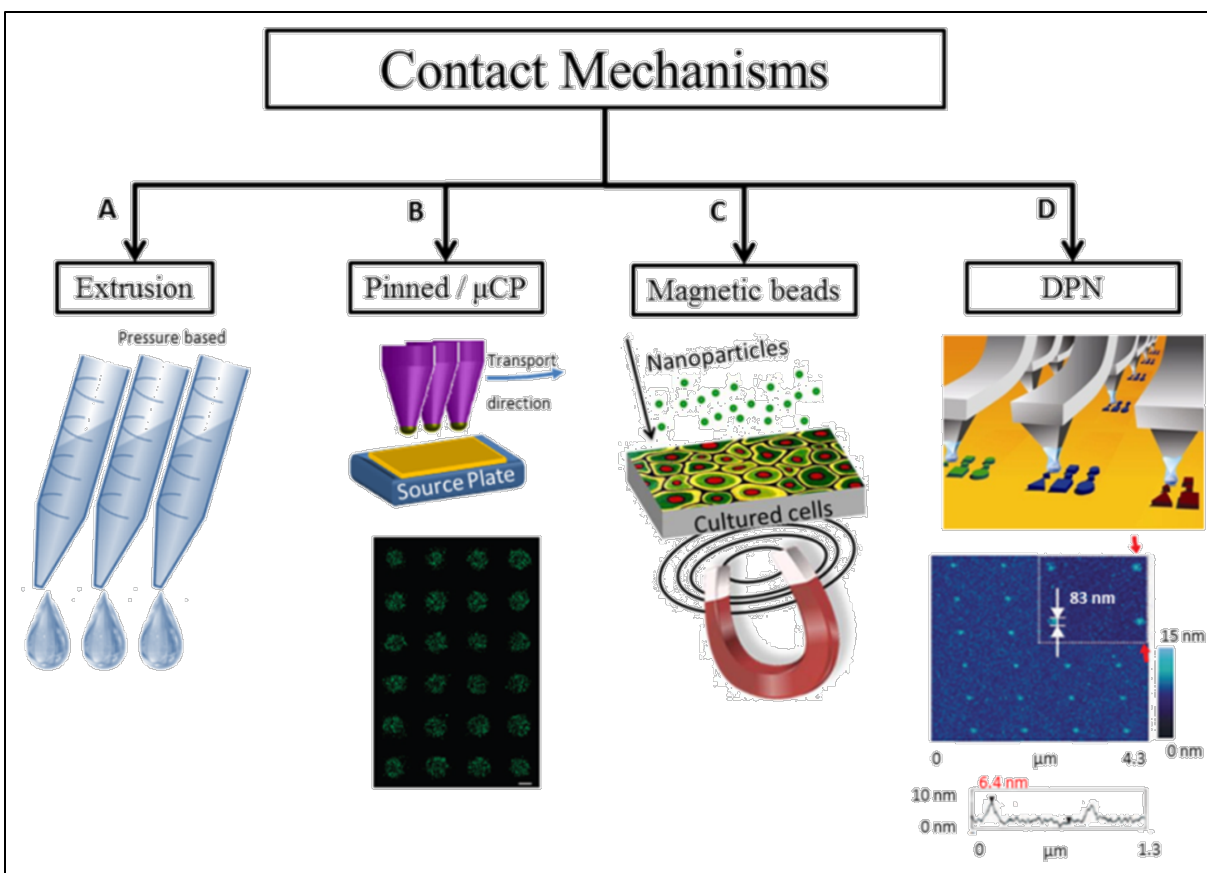 Contact Mechanisms
A
B
C
D
Extrusion
Pinned / μCP
Magnetic beads
DPN
Pressure based
Transport
direction
Source Plate
Nanoparticles
Cultured cells
83 nm
15 nm
0 nm
0 μm 4.3
6.4 nm
10 nm
0 nm
0 μm 1.3